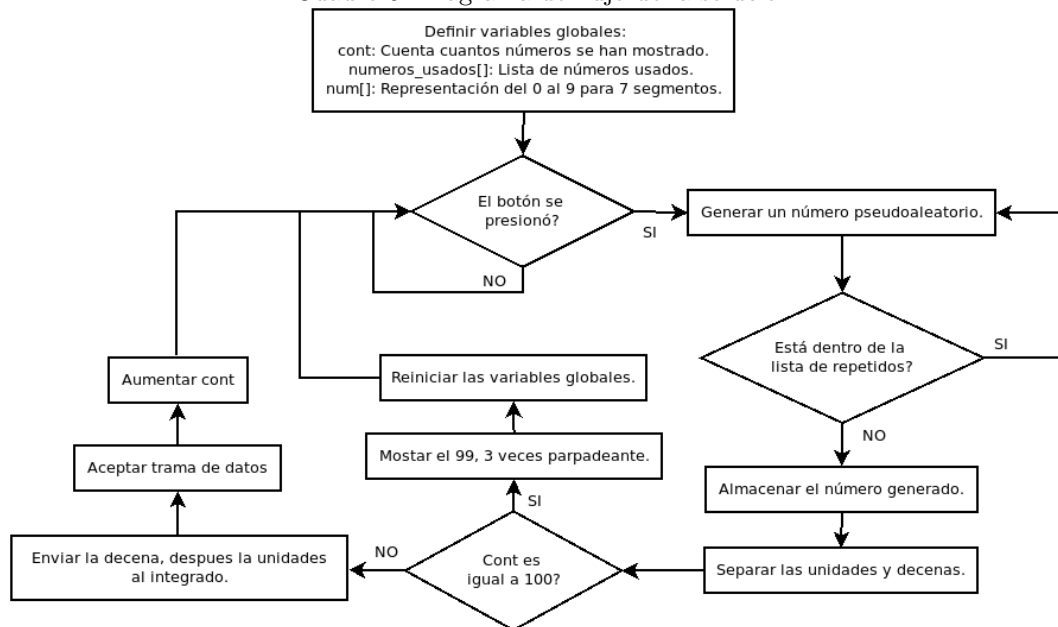 Definir variables globales:
cont: Cuenta cuantos números se han mostrado.
numeros_usados[]: Lista de números usados.
num[]: Representación del 0 al 9 para 7 segmentos.
El botón se
presionó?
SI
NO
Generar un número pseudoaleatorio.
Está dentro de la
lista de repetidos?
SI
NO
Almacenar el número generado.
Separar las unidades y decenas.
Cont es
igual a 100?
SI
NO
Mostar el 99, 3 veces parpadeante.
Reiniciar las variables globales.
Enviar la decena, despues la unidades
al integrado.
Aceptar trama de datos
Aumentar cont